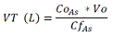 VT (L) = Co_As * Vo / Cf_As